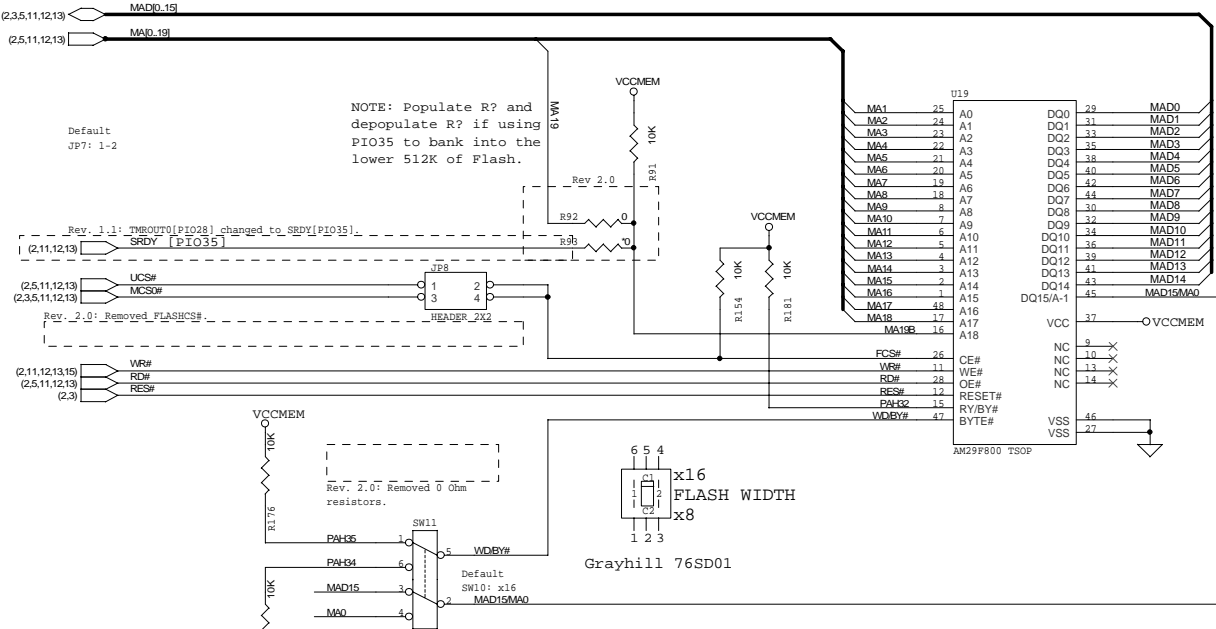 (2,3,5,11,12,13)
MAD[0..15]
(2,5,11,12,13)
MA[0..19]
Default
JP7: 1-2
NOTE: Populate R? and
depopulate R? if using
PIO35 to bank into the
lower 512K of Flash.
MA19
VCCMEM
10K
R91
Rev 2.0
R92
0
R93
*0
Rev. 1.1: TMROUT0[PIO28] changed to SRDY[PIO35].
(2,11,12,13)
SRDY [PIO35]
(2,5,11,12,13)
UCS#
(2,3,5,11,12,13)
MCS0#
JP8
1 2
3 4
HEADER 2X2
Rev. 2.0: Removed FLASHCS#.
VCCMEM
10K
R154
10K
R181
(2,11,12,13,15)
WR#
(2,5,11,12,13)
RD#
(2,3)
RES#
U19
MA1 25 A0
MA2 24 A1
MA3 23 A2
MA4 22 A3
MA5 21 A4
MA6 20 A5
MA7 19 A6
MA8 18 A7
MA9 8 A8
MA10 7 A9
MA11 6 A10
MA12 5 A11
MA13 4 A12
MA14 3 A13
MA15 2 A14
MA16 1 A15
MA17 48 A16
MA18 17 A17
MA19B 16 A18
FCS# 26 CE#
WR# 11 WE#
RD# 28 OE#
RES# 12 RESET#
PAH32 15 RY/BY#
WD/BY# 47 BYTE#
DQ0 29 MAD0
DQ1 31 MAD1
DQ2 33 MAD2
DQ3 35 MAD3
DQ4 38 MAD4
DQ5 40 MAD5
DQ6 42 MAD6
DQ7 44 MAD7
DQ8 30 MAD8
DQ9 32 MAD9
DQ10 34 MAD10
DQ11 36 MAD11
DQ12 39 MAD12
DQ13 41 MAD13
DQ14 43 MAD14
DQ15/A-1 45 MAD15/MA0
VCC 37 VCCMEM
NC 9
NC 10
NC 13
NC 14
VSS 46
VSS 27
AM29F800 TSOP
VCCMEM
10K
R176
Rev. 2.0: Removed 0 Ohm
resistors.
SW11
PAH35 1
PAH34 6
MAD15 3
MA0 4
10K
5 WD/BY#
Default
SW10: x16
2 MAD15/MA0
6 5 4
C1
1 2
C2
1 2 3
x16
FLASH WIDTH
x8
Grayhill 76SD01